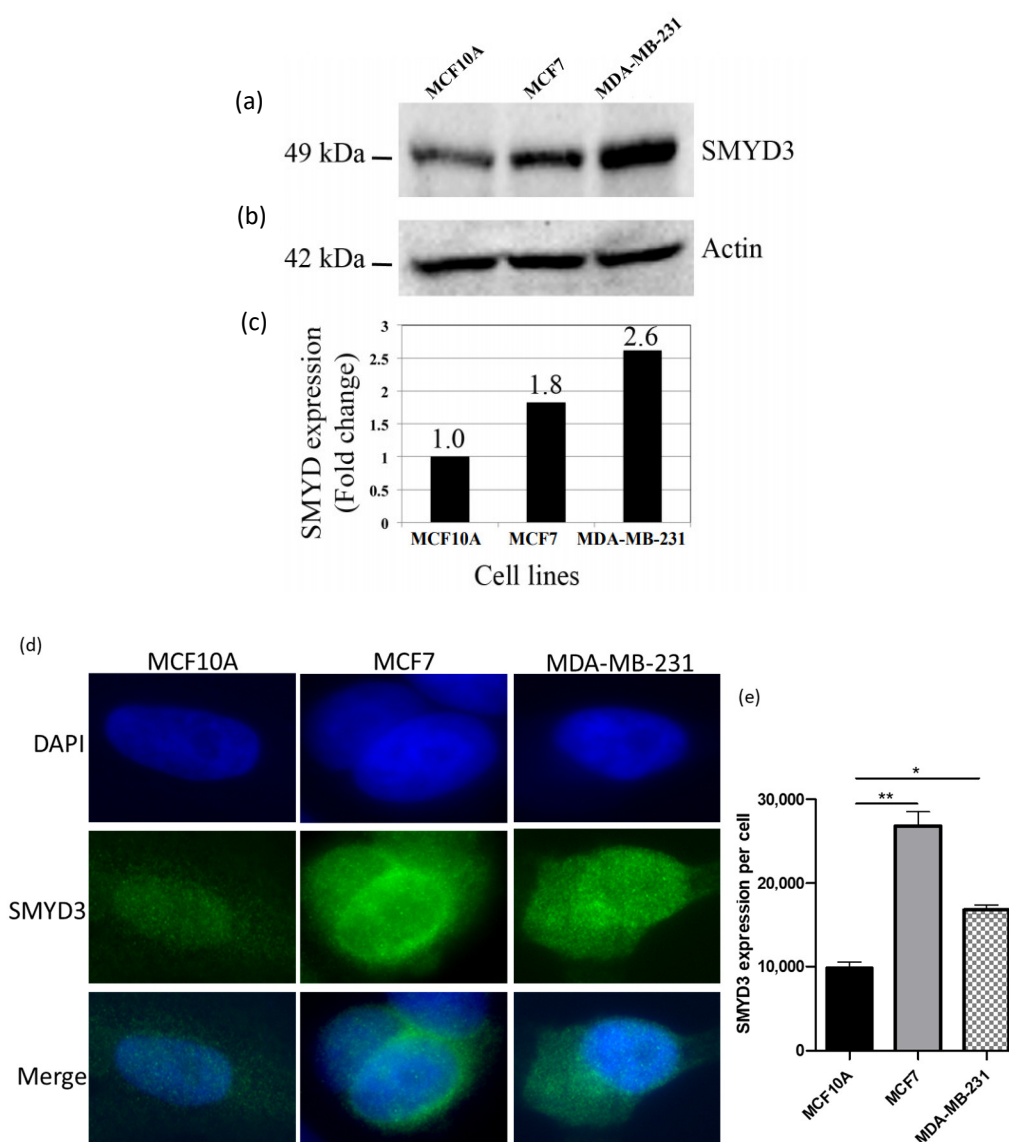 MCF10A MCF7 MDA-MB-231
(a)
49 kDa SMYD3
(b)
42 kDa Actin
(c)
SMYD expression
(Fold change)
3
2.5
2
1.5
1
0.5
0
1.0 1.8 2.6
MCF10A MCF7 MDA-MB-231
Cell lines
(d)
MCF10A MCF7 MDA-MB-231
DAPI
SMYD3
Merge
(e)
SMYD3 expression per cell
30,000
20,000
10,000
0
*
**
MCF10A MCF7 MDA-MB-231